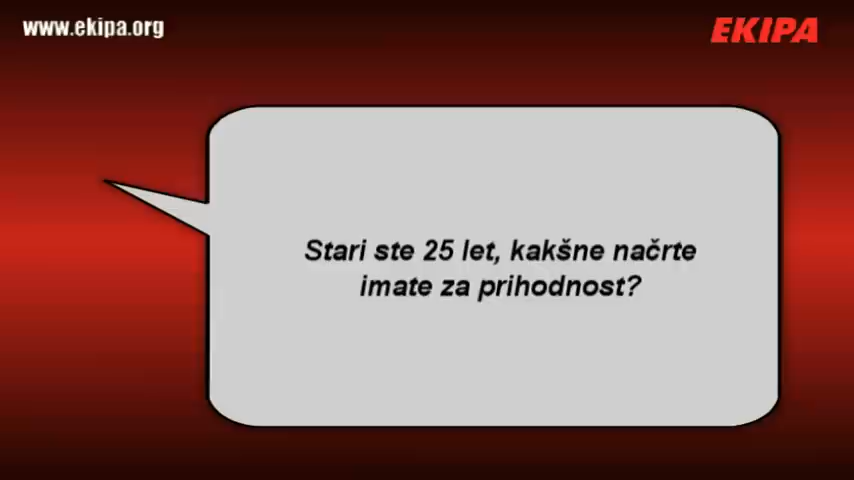 www.ekipa.org
EKIPA
Stari ste 25 let, kakšne načrte
imate za prihodnost?